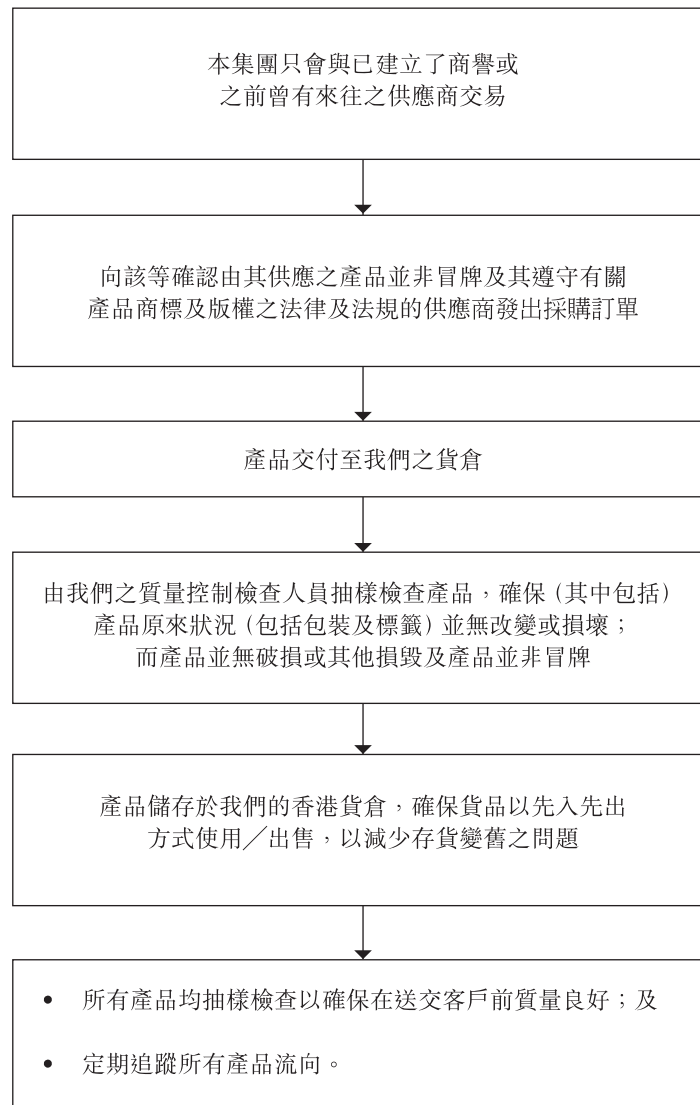 本集團只會與已建立了商譽或
之前曾有來往之供應商交易
向該等確認由其供應之產品並非冒牌及其遵守有關
產品商標及版權之法律及法規的供應商發出採購訂單
產品交付至我們之貨倉
由我們之質量控制檢查人員抽樣檢查產品，確保（其中包括）
產品原來狀況（包括包裝及標籤）並無改變或損壞；
而產品並無破損或其他損毀及產品並非冒牌
產品儲存於我們的香港貨倉，確保貨品以先入先出
方式使用╱出售，以減少存貨變舊之問題
• 所有產品均抽樣檢查以確保在送交客戶前質量良好；及
• 定期追蹤所有產品流向。